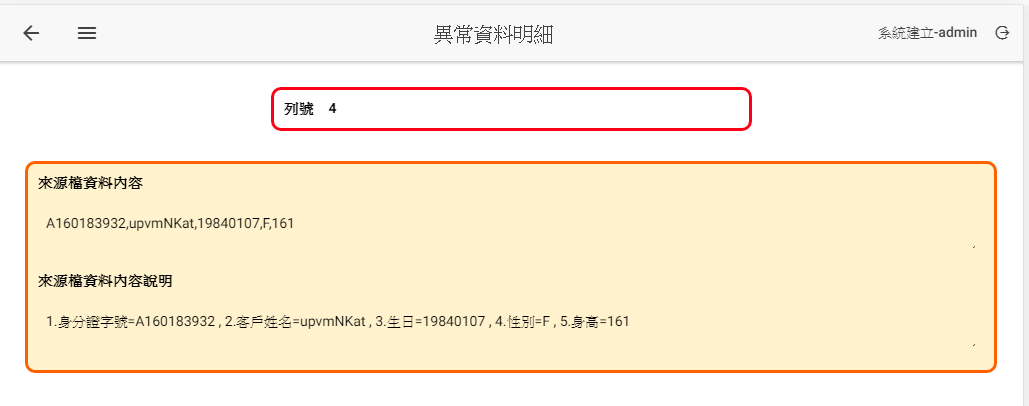 異常資料明細
系統建立-admin
列號 4
來源檔資料內容
A160183932,upvmNKat,19840107,F,161
來源檔資料內容說明
1.身分證字號=A160183932 , 2.客戶姓名=upvmNKat , 3.生日=19840107 , 4.性別=F , 5.身高=161